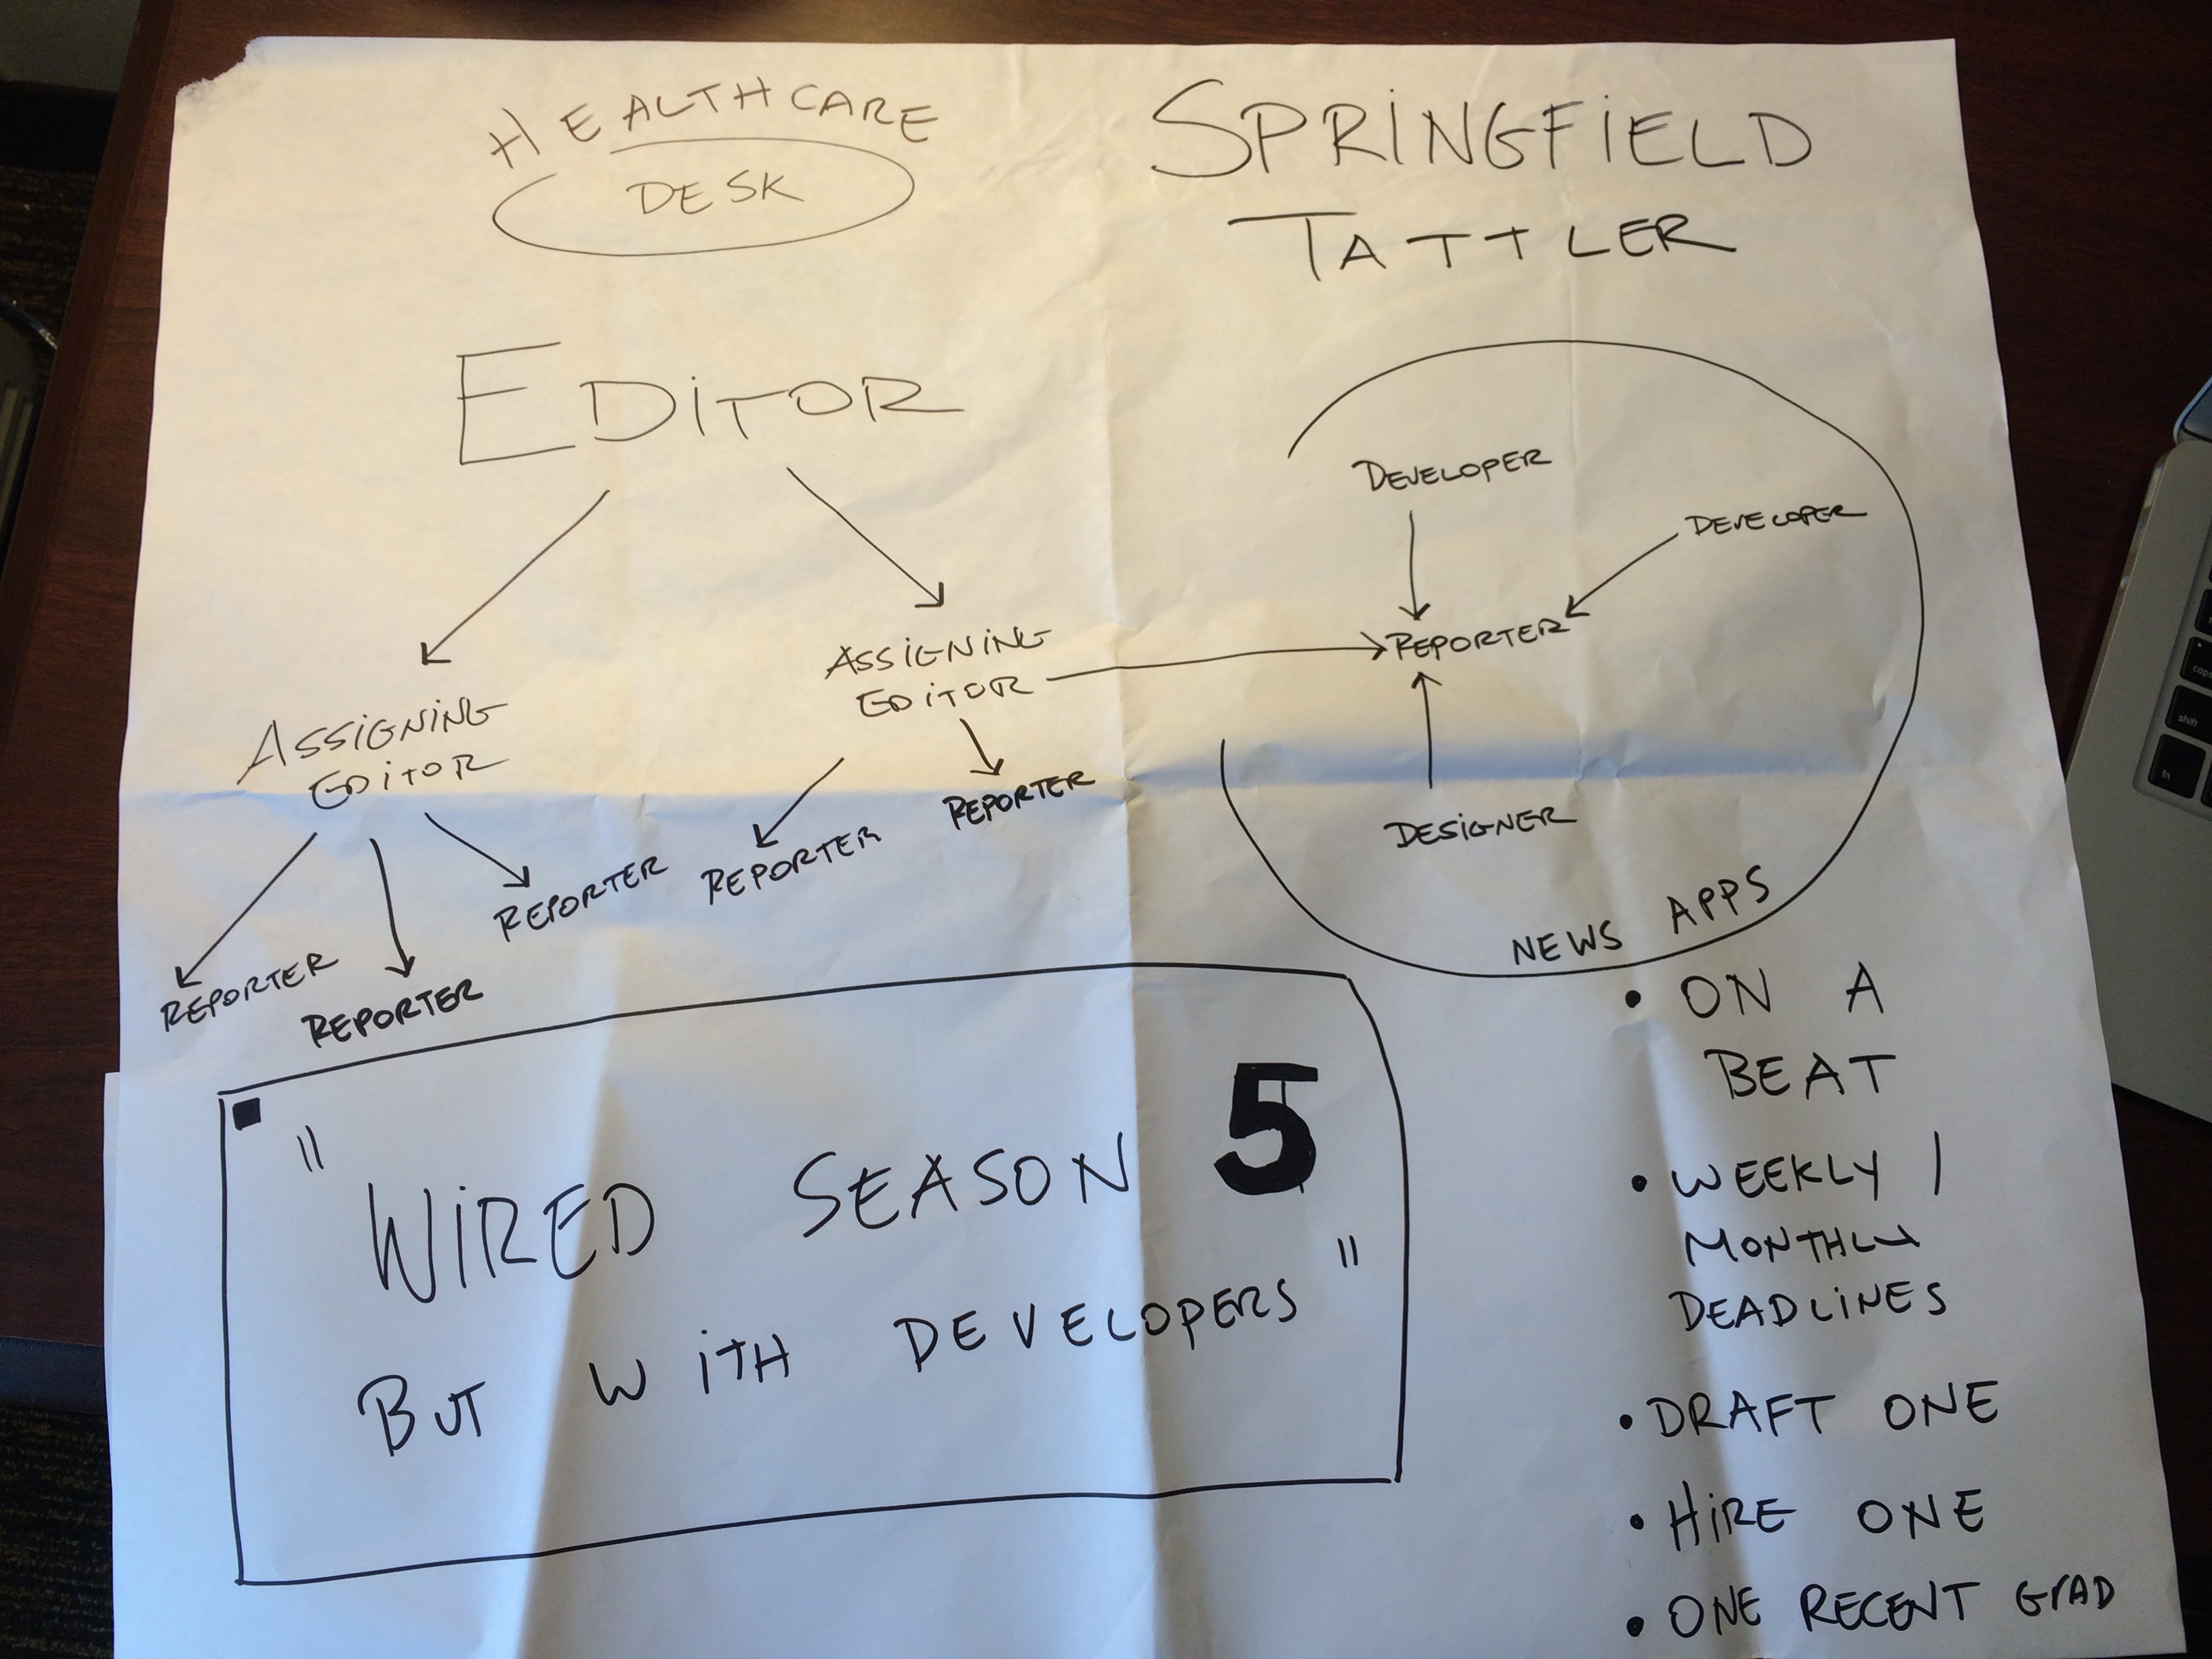 HEALTHCARE
DESK
SPRINGFIELD
TATTLER
EDITOR
ASSIGNING
EDITOR
REPORTER
REPORTER
REPORTER
ASSIGNING
EDITOR
REPORTER
REPORTER
DEVELOPER
DEVELOPER
REPORTER
DESIGNER
NEWS APPS
• ON A
BEAT
• WEEKLY /
MONTHLY
DEADLINES
• DRAFT ONE
• HIRE ONE
• ONE RECENT GrAD
"WIRED SEASON 5
BUT WITH DEVELOPERS"
caps
shift
fn